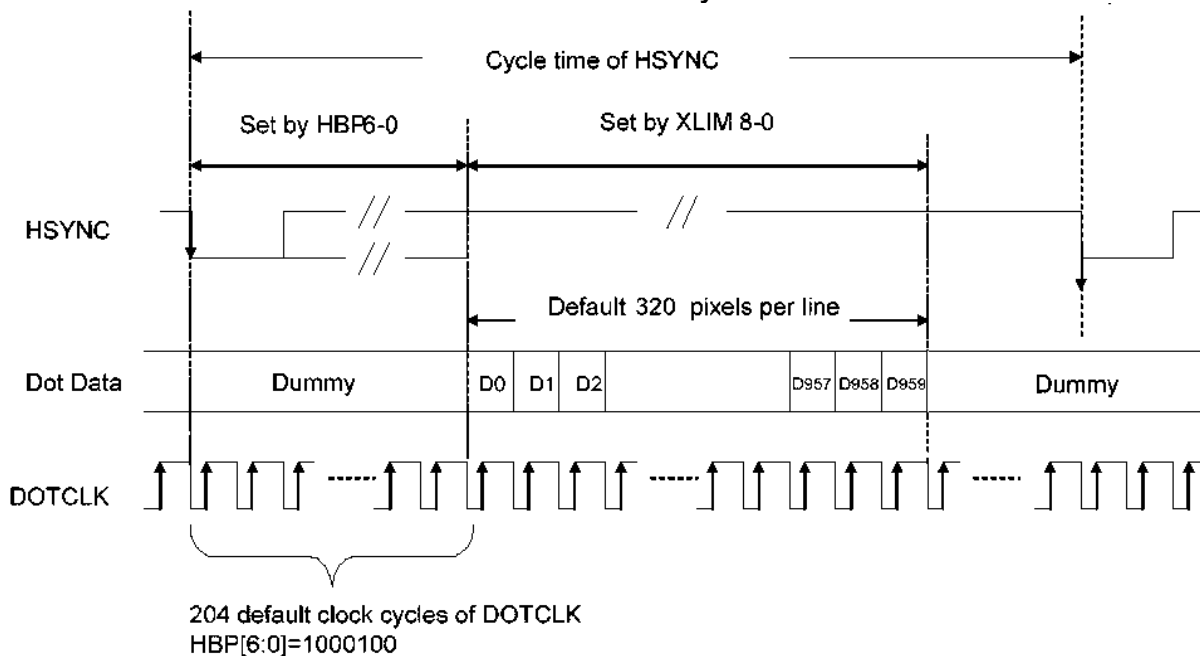 Cycle time of HSYNC
Set by HBP6-0
Set by XLIM 8-0
HSYNC
Default 320 pixels per line
Dot Data
Dummy
D0
D1
D2
D957
D958
D959
Dummy
DOTCLK
204 default clock cycles of DOTCLK
HBP[6:0]=1000100